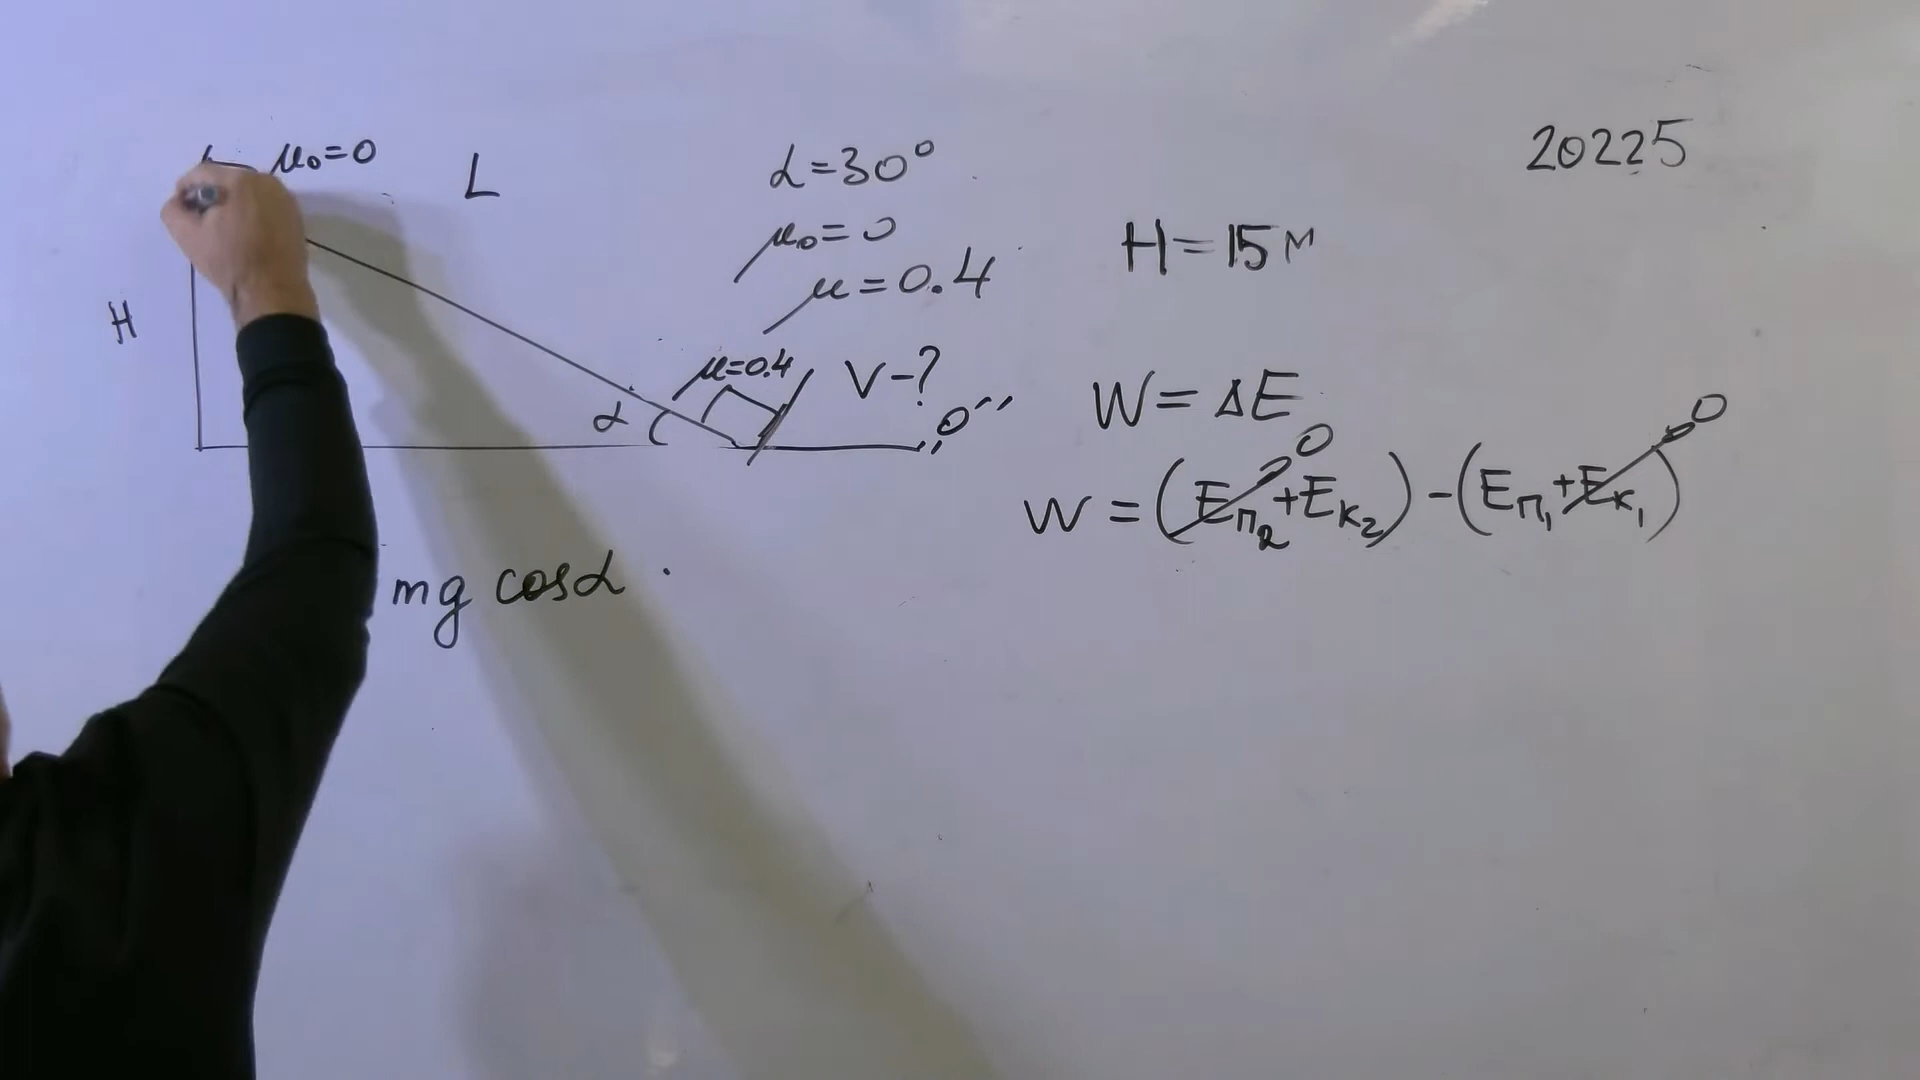 μ₀=0
L
H
α
μ=0.4
V-?
"0"
α=30°
μ₀=0
μ=0.4
H=15м
20225
W=ΔE
0
0
W=(Eп₂+Eк₂)-(Eп₁+Eк₁)
mg cosα ·